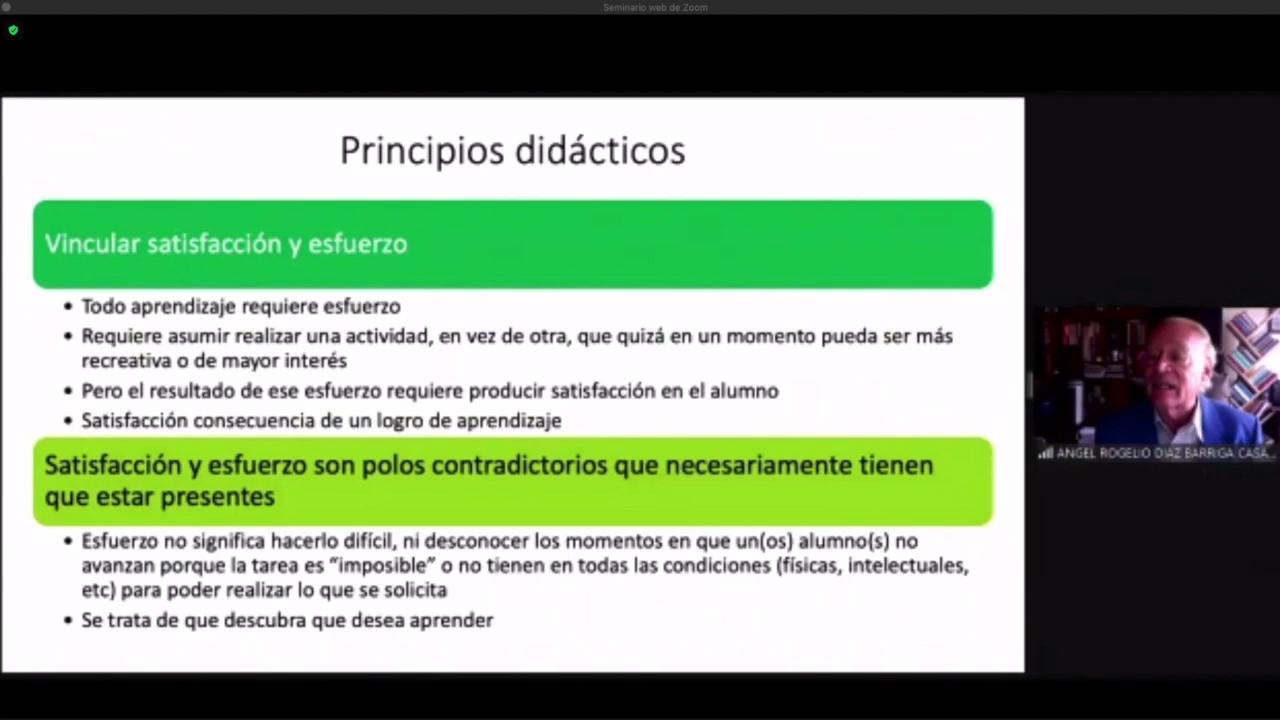 Seminario web de Zoom
Principios didácticos
Vincular satisfacción y esfuerzo
• Todo aprendizaje requiere esfuerzo
• Requiere asumir realizar una actividad, en vez de otra, que quizá en un momento pueda ser más
recreativa o de mayor interés
• Pero el resultado de ese esfuerzo requiere producir satisfacción en el alumno
• Satisfacción consecuencia de un logro de aprendizaje
Satisfacción y esfuerzo son polos contradictorios que necesariamente tienen
que estar presentes
• Esfuerzo no significa hacerlo difícil, ni desconocer los momentos en que un(os) alumno(s) no
avanzan porque la tarea es “imposible” o no tienen en todas las condiciones (físicas, intelectuales,
etc) para poder realizar lo que se solicita
• Se trata de que descubra que desea aprender
ANGEL ROGELIO DIAZ BARRIGA CASA...